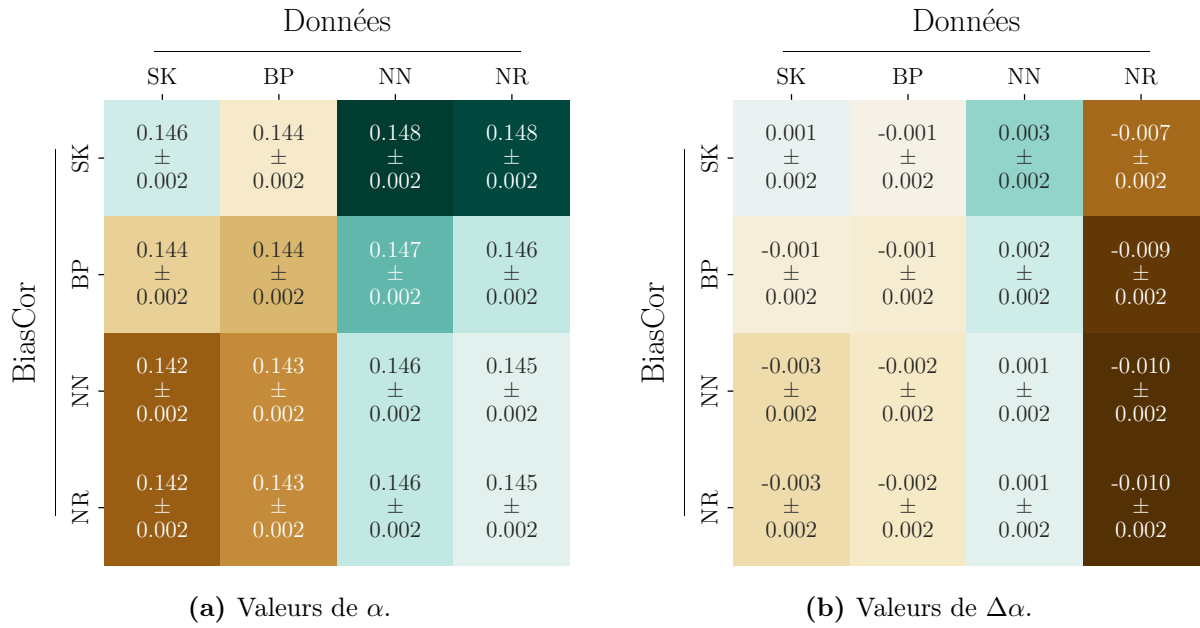 Données
SK BP NN NR
BiasCor
SK
0.146 ± 0.002
0.144 ± 0.002
0.148 ± 0.002
0.148 ± 0.002
BP
0.144 ± 0.002
0.144 ± 0.002
0.147 ± 0.002
0.146 ± 0.002
NN
0.142 ± 0.002
0.143 ± 0.002
0.146 ± 0.002
0.145 ± 0.002
NR
0.142 ± 0.002
0.143 ± 0.002
0.146 ± 0.002
0.145 ± 0.002
(a) Valeurs de α.
Données
SK BP NN NR
BiasCor
SK
0.001 ± 0.002
-0.001 ± 0.002
0.003 ± 0.002
-0.007 ± 0.002
BP
-0.001 ± 0.002
-0.001 ± 0.002
0.002 ± 0.002
-0.009 ± 0.002
NN
-0.003 ± 0.002
-0.002 ± 0.002
0.001 ± 0.002
-0.010 ± 0.002
NR
-0.003 ± 0.002
-0.002 ± 0.002
0.001 ± 0.002
-0.010 ± 0.002
(b) Valeurs de Δα.